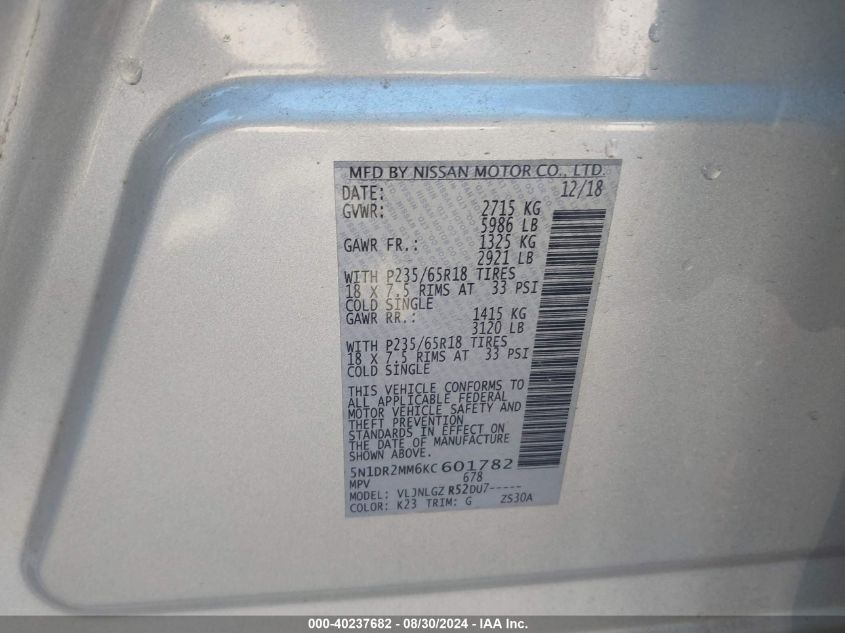 MFD BY NISSAN MOTOR CO., LTD.
DATE: 12/18
GVWR: 2715 KG
5986 LB
GAWR FR.: 1325 KG
2921 LB
WITH P235/65R18 TIRES
18 X 7.5 RIMS AT 33 PSI
COLD SINGLE
GAWR RR.: 1415 KG
3120 LB
WITH P235/65R18 TIRES
18 X 7.5 RIMS AT 33 PSI
COLD SINGLE
THIS VEHICLE CONFORMS TO
ALL APPLICABLE FEDERAL
MOTOR VEHICLE SAFETY AND
THEFT PREVENTION
STANDARDS IN EFFECT ON
THE DATE OF MANUFACTURE
SHOWN ABOVE.
5N1DR2MM6KC601782
MPV 678
MODEL: VLJNLGZ R52DU7-----
COLOR: K23 TRIM: G ZS30A
000-40237682 - 08/30/2024 - IAA Inc.